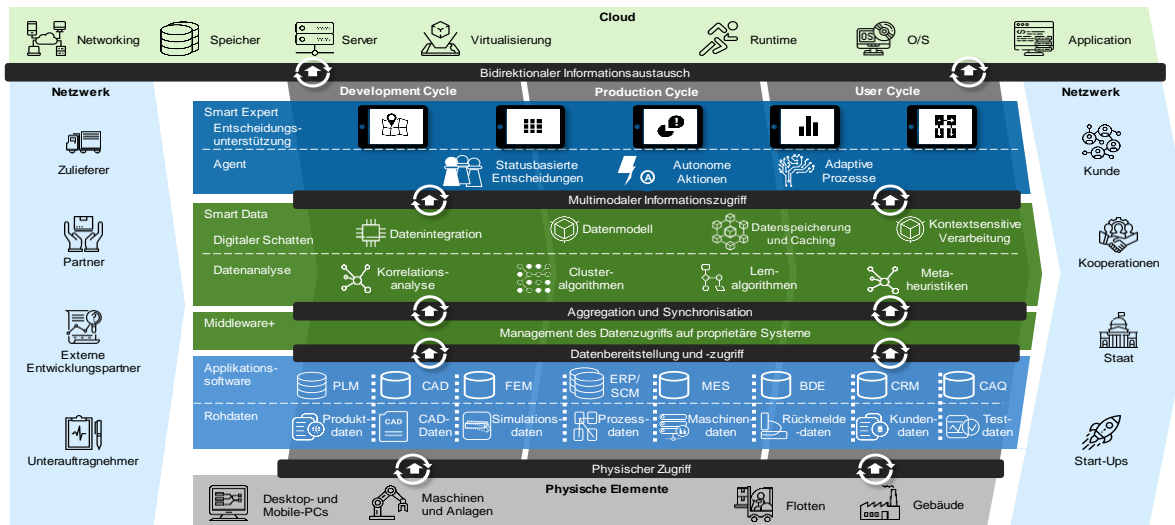 Cloud
Networking
Speicher
Server
Virtualisierung
Runtime
OS
O/S
Application
Bidirektionaler Informationsaustausch
Netzwerk
Zulieferer
Partner
Externe
Entwicklungspartner
Unterauftragnehmer
Development Cycle
Production Cycle
User Cycle
Smart Expert
Entscheidungs-
unterstützung
Agent
Statusbasierte
Entscheidungen
A
Autonome
Aktionen
Adaptive
Prozesse
Multimodaler Informationszugriff
Smart Data
Digitaler Schatten
Datenintegration
Datenmodell
Datenspeicherung
und Caching
Kontextsensitive
Verarbeitung
Datenanalyse
Korrelations-
analyse
Cluster-
algorithmen
Lern-
algorithmen
Meta-
heuristiken
Aggregation und Synchronisation
Middleware+
Management des Datenzugriffs auf proprietäre Systeme
Datenbereitstellung und -zugriff
Applikations-
software
PLM
CAD
FEM
ERP/
SCM
MES
BDE
CRM
CAQ
Rohdaten
Produkt-
daten
CAD
CAD-
Daten
Simulations-
daten
Prozess-
daten
Maschinen-
daten
Rückmelde
-daten
Kunden-
daten
Test-
daten
Physischer Zugriff
Physische Elemente
Desktop- und
Mobile-PCs
Maschinen
und Anlagen
Flotten
Gebäude
Netzwerk
Kunde
Kooperationen
Staat
Start-Ups